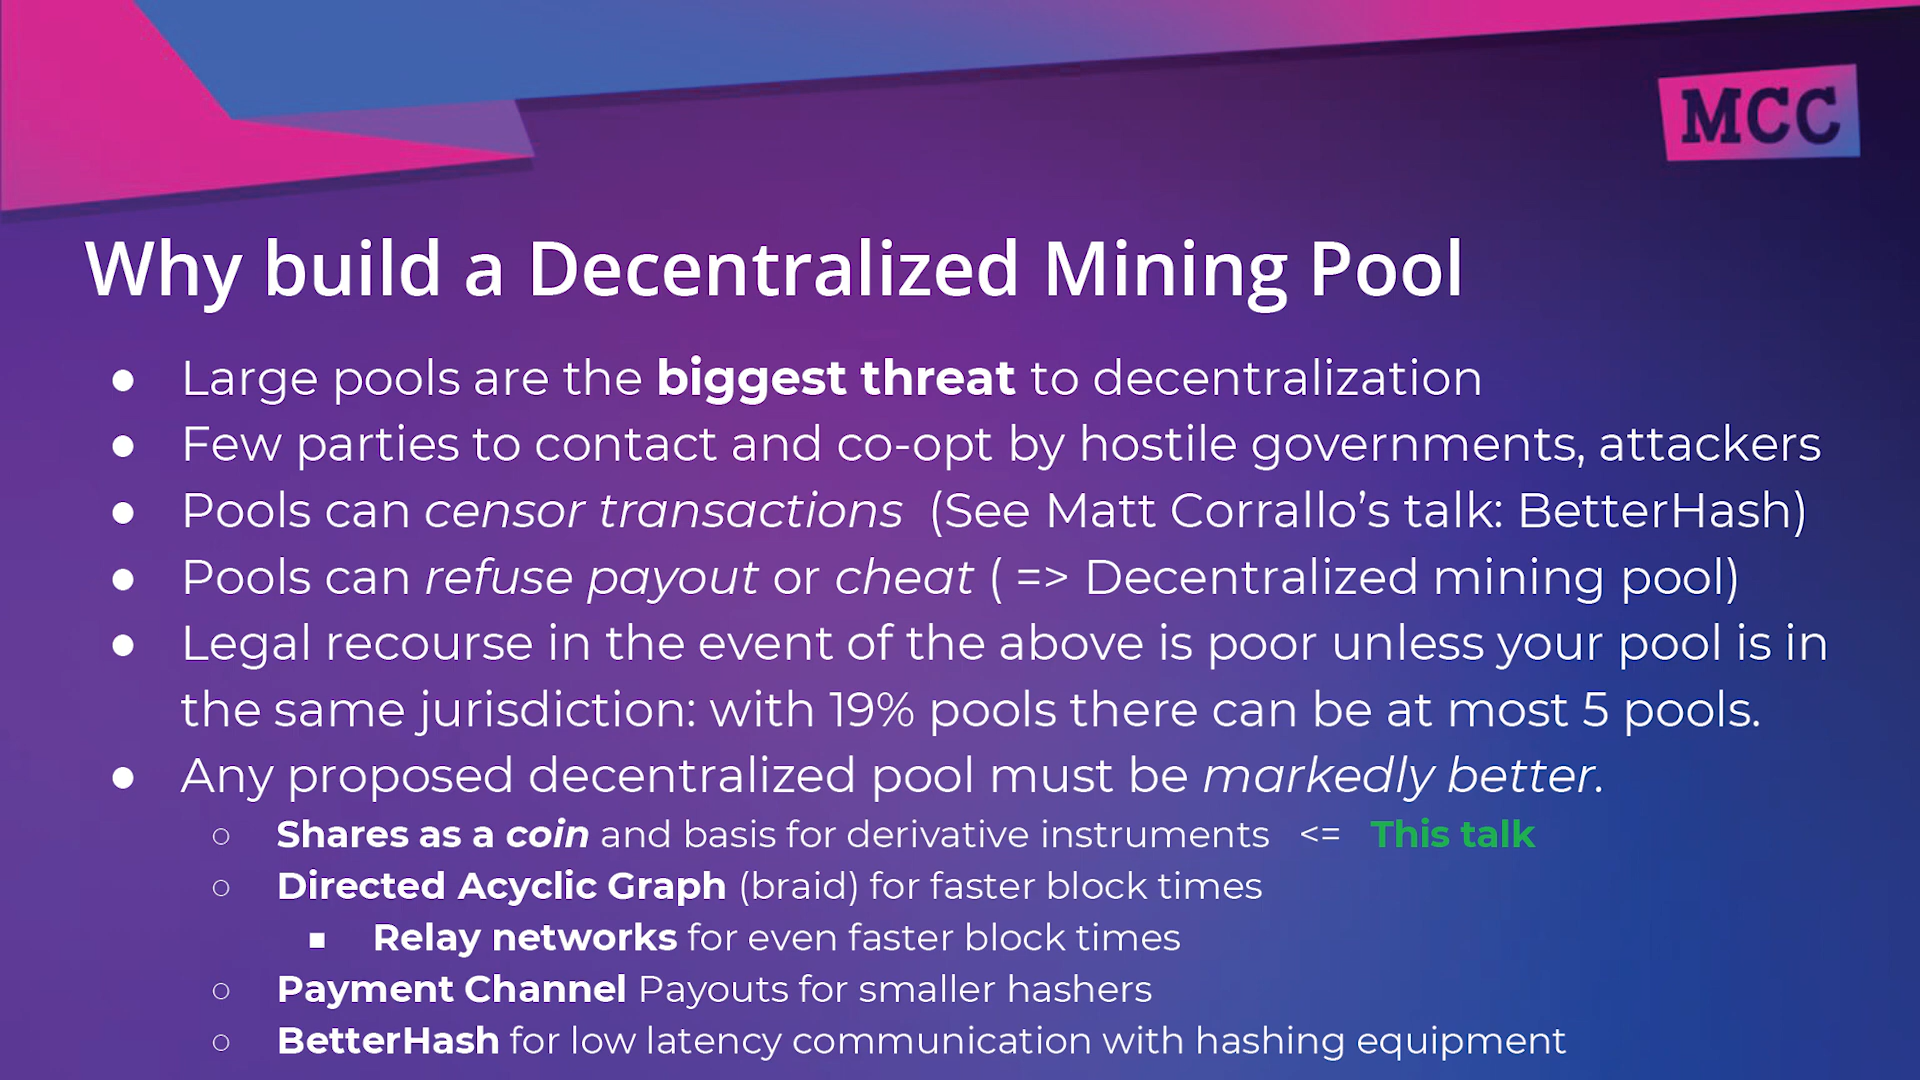 MCC
Why build a Decentralized Mining Pool
● Large pools are the biggest threat to decentralization
● Few parties to contact and co-opt by hostile governments, attackers
● Pools can censor transactions (See Matt Corrallo’s talk: BetterHash)
● Pools can refuse payout or cheat ( => Decentralized mining pool)
● Legal recourse in the event of the above is poor unless your pool is in
the same jurisdiction: with 19% pools there can be at most 5 pools.
● Any proposed decentralized pool must be markedly better.
○ Shares as a coin and basis for derivative instruments <= This talk
○ Directed Acyclic Graph (braid) for faster block times
■ Relay networks for even faster block times
○ Payment Channel Payouts for smaller hashers
○ BetterHash for low latency communication with hashing equipment